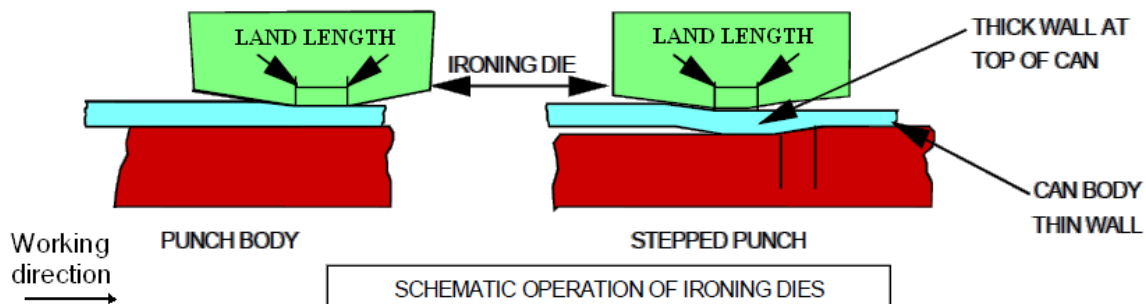 LAND LENGTH
IRONING DIE
LAND LENGTH
THICK WALL AT
TOP OF CAN
CAN BODY
THIN WALL
PUNCH BODY
STEPPED PUNCH
Working
direction
SCHEMATIC OPERATION OF IRONING DIES